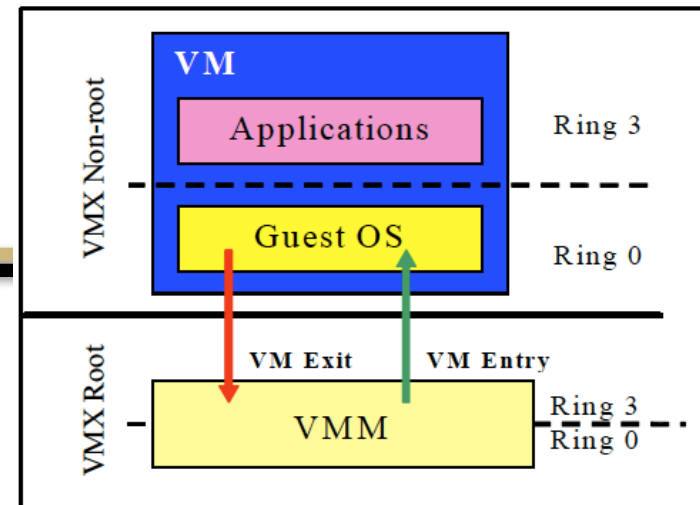 VM
Applications
Ring 3
VMX Non-root
Guest OS
Ring 0
VM Exit
VM Entry
VMX Root
VMM
Ring 3
Ring 0